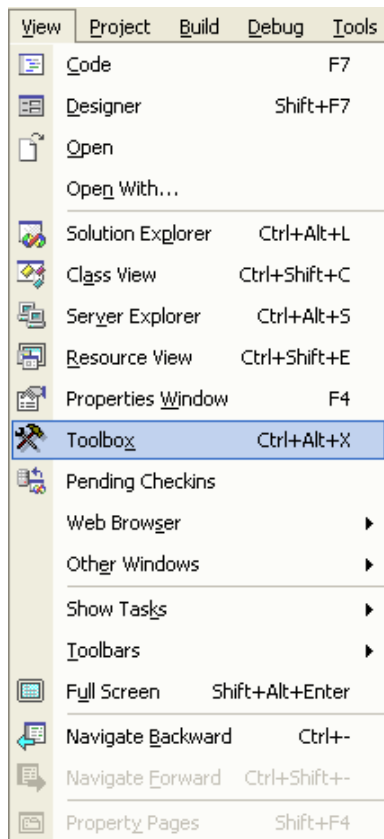 View Project Build Debug Tools
Code F7
Designer Shift+F7
Open
Open With...
Solution Explorer Ctrl+Alt+L
Class View Ctrl+Shift+C
Server Explorer Ctrl+Alt+S
Resource View Ctrl+Shift+E
Properties Window F4
Toolbox Ctrl+Alt+X
Pending Checkins
Web Browser
Other Windows
Show Tasks
Toolbars
Full Screen Shift+Alt+Enter
Navigate Backward Ctrl+-
Navigate Forward Ctrl+Shift+-
Property Pages Shift+F4